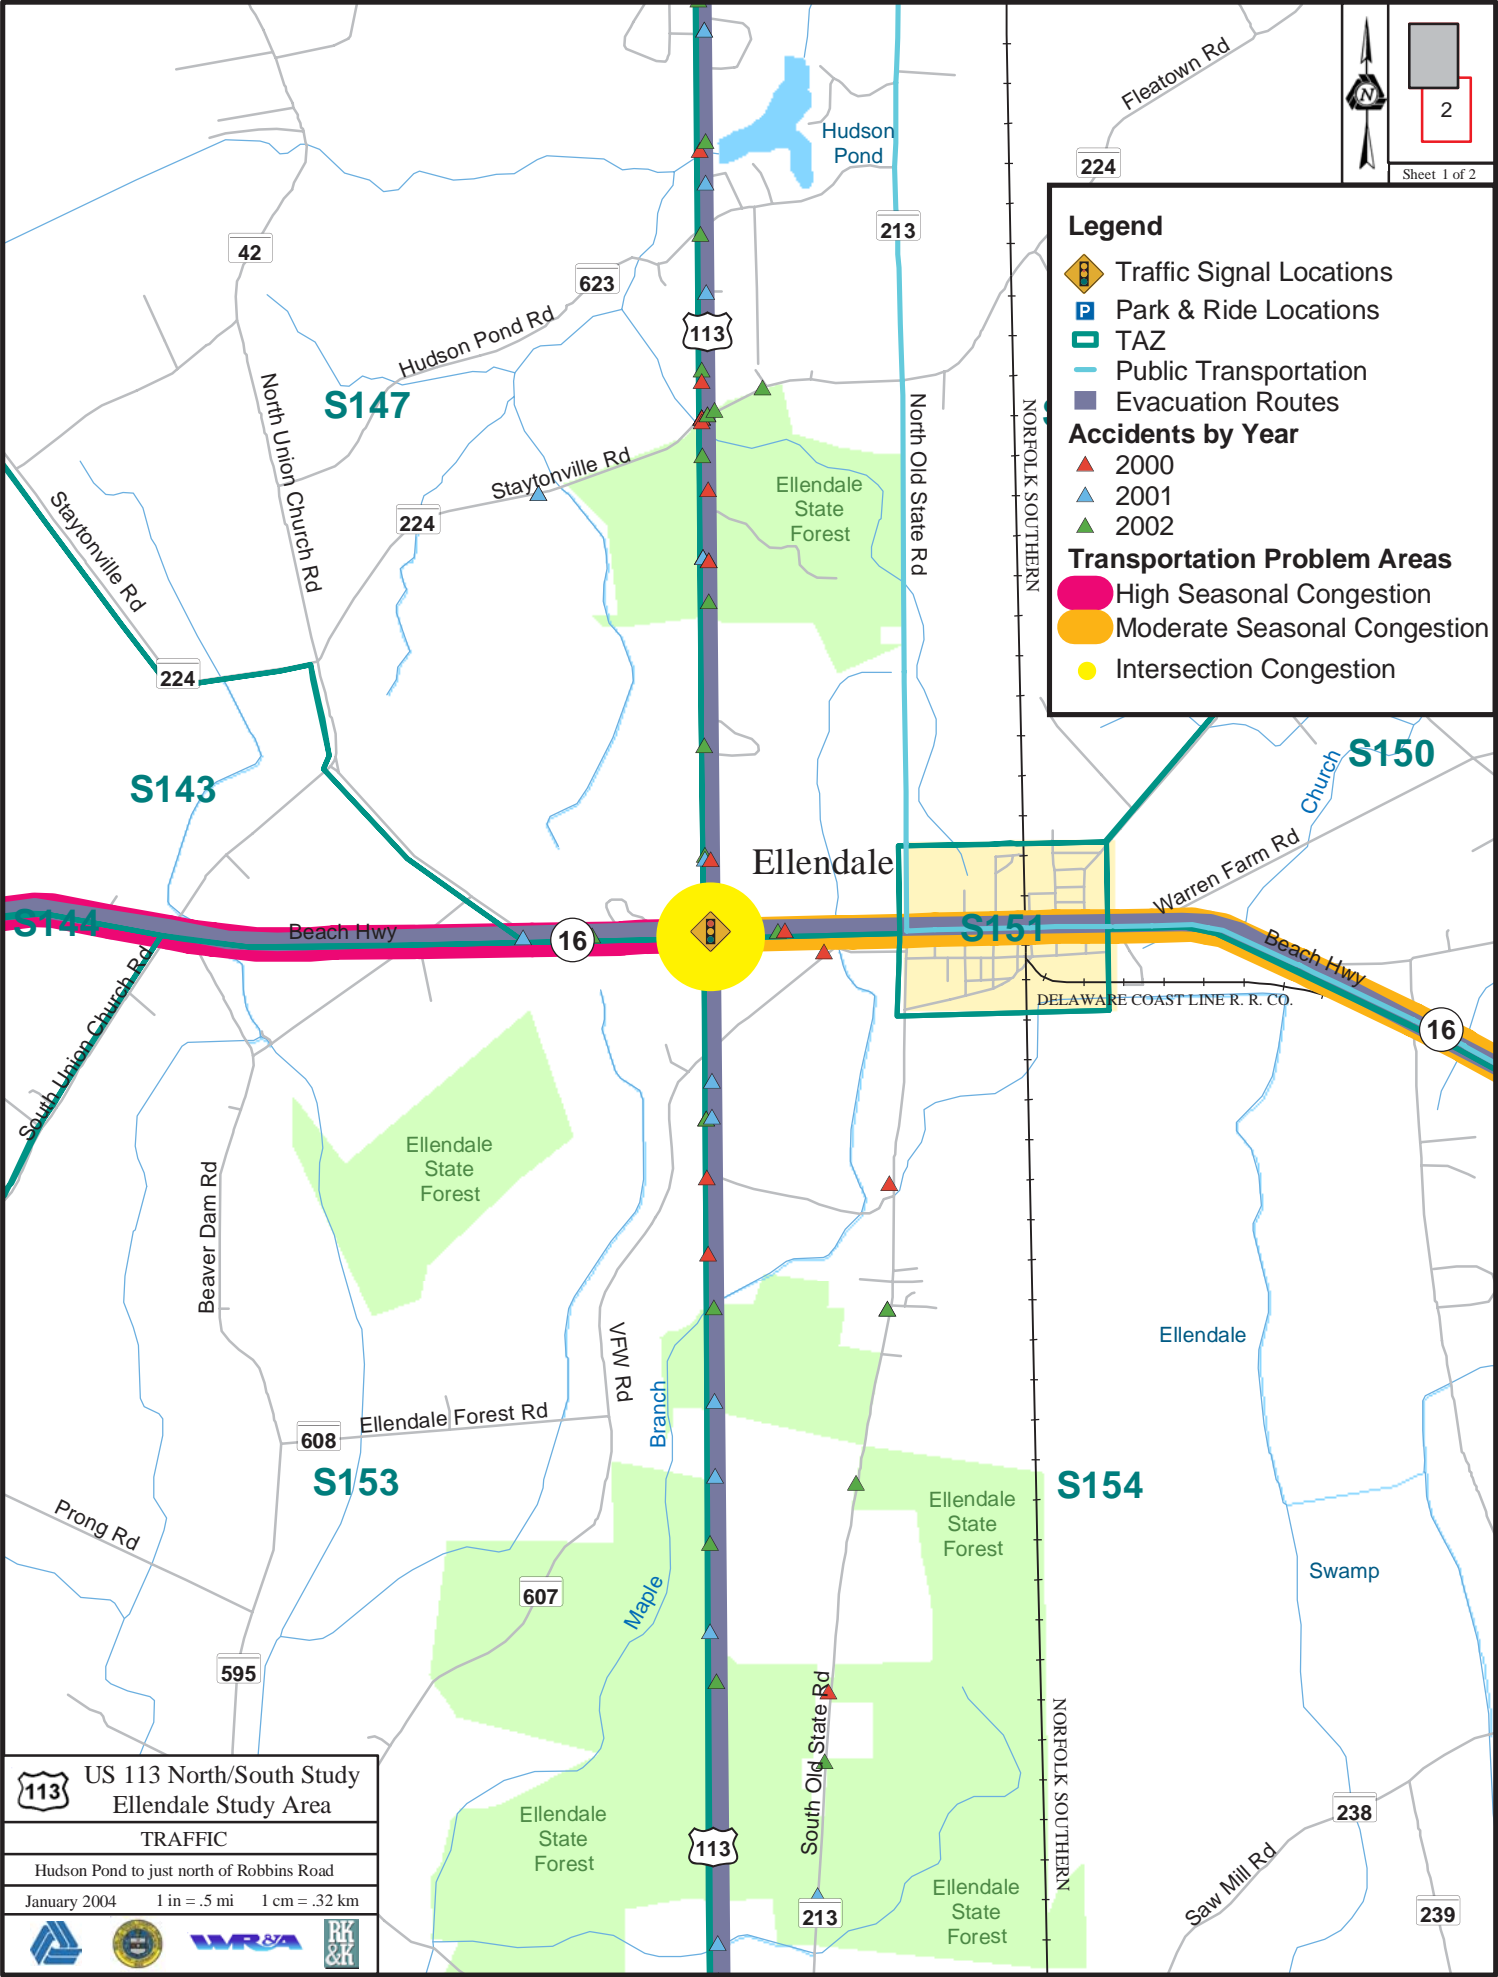 Fleatown Rd
2
Sheet 1 of 2
224
Hudson
Pond
213
42
623
113
Hudson Pond Rd
S147
North Union Church Rd
Staytonville Rd
224
Staytonville Rd
224
Ellendale
State
Forest
North Old State Rd
NORFOLK SOUTHERN
Legend
Traffic Signal Locations
P
Park & Ride Locations
TAZ
Public Transportation
Evacuation Routes
Accidents by Year
2000
2001
2002
Transportation Problem Areas
High Seasonal Congestion
Moderate Seasonal Congestion
Intersection Congestion
S143
S150
Church
Warren Farm Rd
Ellendale
S144
Beach Hwy
16
S151
Beach Hwy
16
DELAWARE COAST LINE R. R. CO.
South Union Church Rd
Ellendale
State
Forest
Beaver Dam Rd
VFW Rd
Branch
Ellendale
608
Ellendale Forest Rd
S153
S154
Prong Rd
Ellendale
State
Forest
Swamp
607
Maple
595
South Old State Rd
NORFOLK SOUTHERN
Ellendale
State
Forest
113
213
Ellendale
State
Forest
238
Saw Mill Rd
239
113
US 113 North/South Study
Ellendale Study Area
TRAFFIC
Hudson Pond to just north of Robbins Road
January 2004 1 in = .5 mi 1 cm = .32 km
WR&A
RK
&K
N